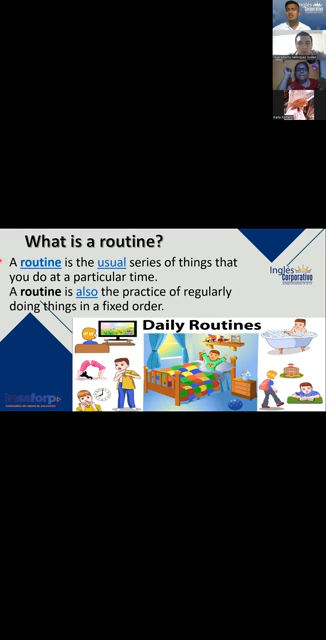 What is a routine?
A routine is the usual series of things that
you do at a particular time.
A routine is also the practice of regularly
doing things in a fixed order.
Inglés
Corporativo
Daily Routines